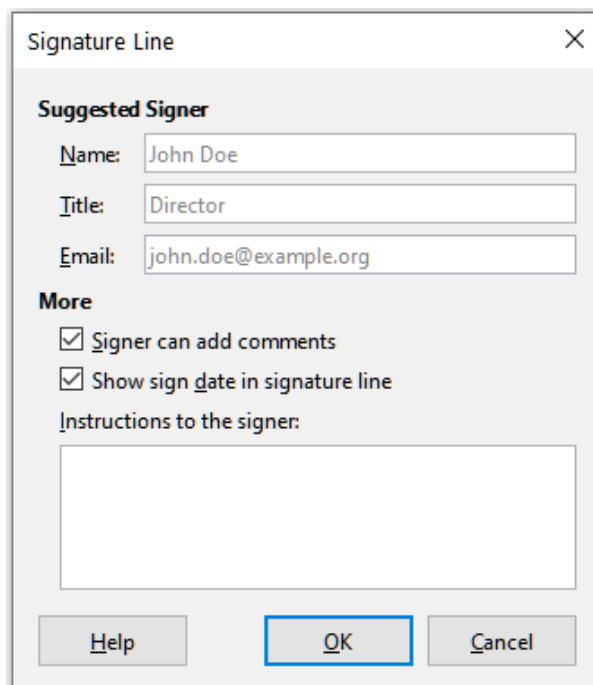 Signature Line
Suggested Signer
Name: John Doe
Title: Director
Email: john.doe@example.org
More
Signer can add comments
Show sign date in signature line
Instructions to the signer:
Help OK Cancel